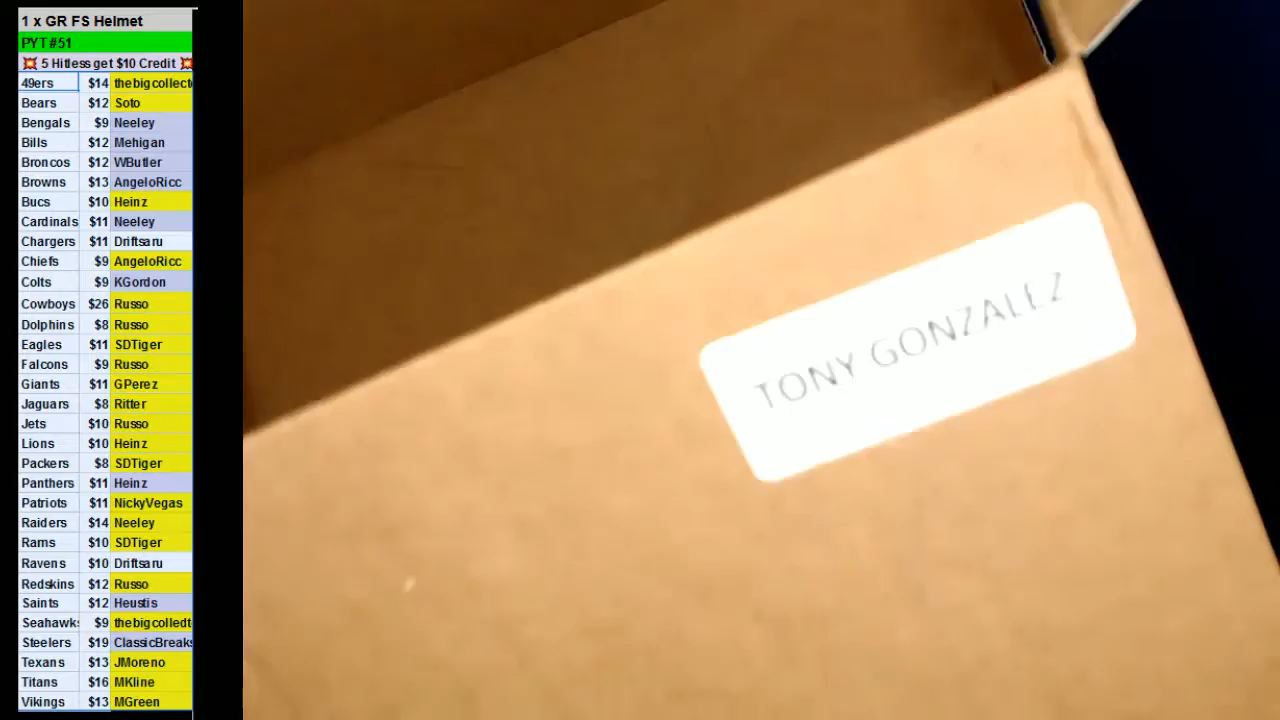 1 x GR FS Helmet
PYT #51
💥 5 Hitless get $10 Credit 💥
49ers $14 thebigcollect
Bears $12 Soto
Bengals $9 Neeley
Bills $12 Mehigan
Broncos $12 WButler
Browns $13 AngeloRicc
Bucs $10 Heinz
Cardinals $11 Neeley
Chargers $11 Driftsaru
Chiefs $9 AngeloRicc
Colts $9 KGordon
Cowboys $26 Russo
Dolphins $8 Russo
Eagles $11 SDTiger
Falcons $9 Russo
Giants $11 GPerez
Jaguars $8 Ritter
Jets $10 Russo
Lions $10 Heinz
Packers $8 SDTiger
Panthers $11 Heinz
Patriots $11 NickyVegas
Raiders $14 Neeley
Rams $10 SDTiger
Ravens $10 Driftsaru
Redskins $12 Russo
Saints $12 Heustis
Seahawks $9 thebigcolledt
Steelers $19 ClassicBreaks
Texans $13 JMoreno
Titans $16 MKline
Vikings $13 MGreen
TONY GONZALEZ